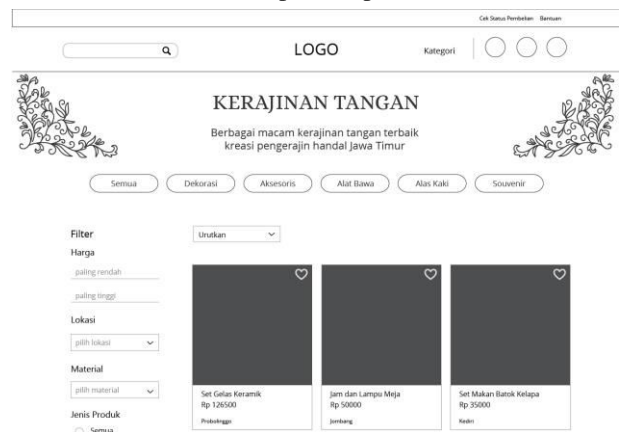 Cek Status Pembelian Bantuan
LOGO
Kategori
KERAJINAN TANGAN
Berbagai macam kerajinan tangan terbaik
kreasi pengerajin handal Jawa Timur
Semua
Dekorasi
Aksesoris
Alat Bawa
Alas Kaki
Souvenir
Filter
Urutkan
Harga
paling rendah
paling tinggi
Lokasi
pilih lokasi
Material
pilih material
Jenis Produk
Semua
Set Gelas Keramik
Rp 126500
Probolinggo
Jam dan Lampu Meja
Rp 50000
Jombang
Set Makan Batok Kelapa
Rp 35000
Kediri